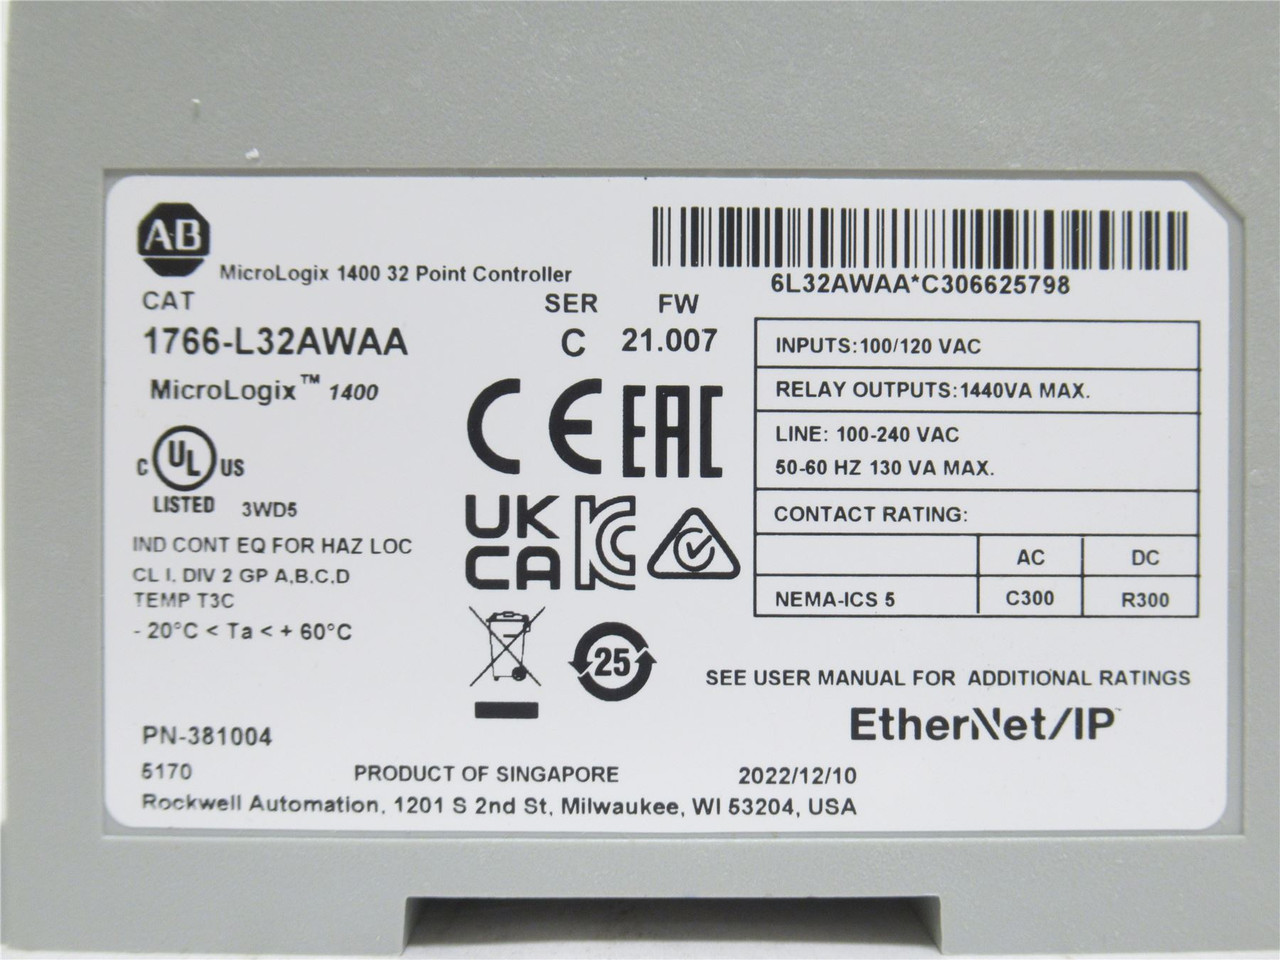 AB
MicroLogix 1400 32 Point Controller
6L32AWAA*C306625798
CAT
SER
FW
1766-L32AWAA
C
21.007
MicroLogix™ 1400
CE EAC
C UL US
LISTED 3WD5
UK
CA
KC
IND CONT EQ FOR HAZ LOC
CL I, DIV 2 GP A,B,C,D
TEMP T3C
- 20°C < Ta < + 60°C
25
INPUTS:100/120 VAC
RELAY OUTPUTS:1440VA MAX.
LINE: 100-240 VAC
50-60 HZ 130 VA MAX.
CONTACT RATING:
AC DC
NEMA-ICS 5 C300 R300
SEE USER MANUAL FOR ADDITIONAL RATINGS
EtherNet/IP™
PN-381004
5170
PRODUCT OF SINGAPORE
2022/12/10
Rockwell Automation, 1201 S 2nd St, Milwaukee, WI 53204, USA